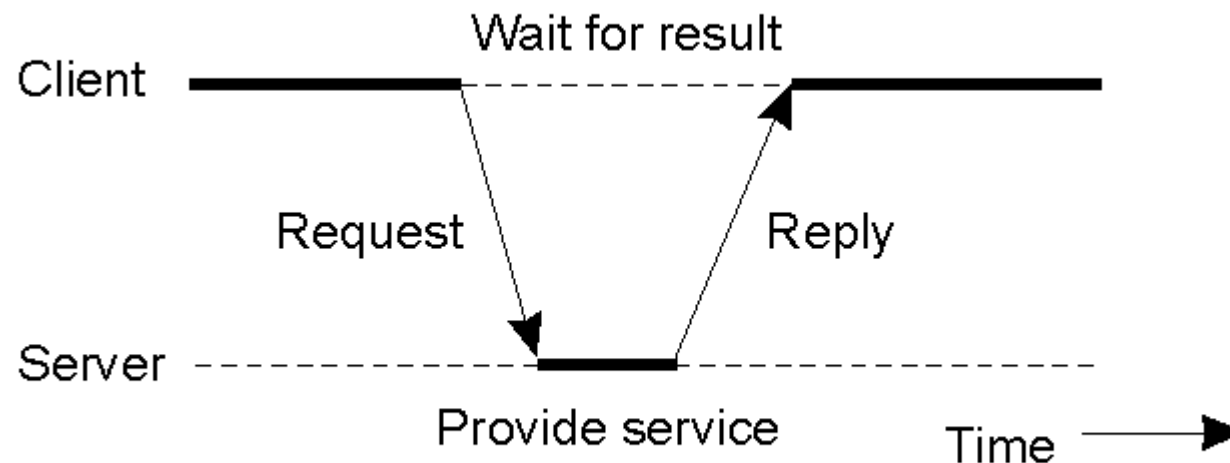 Wait for result
Client
Request
Reply
Server
Provide service
Time